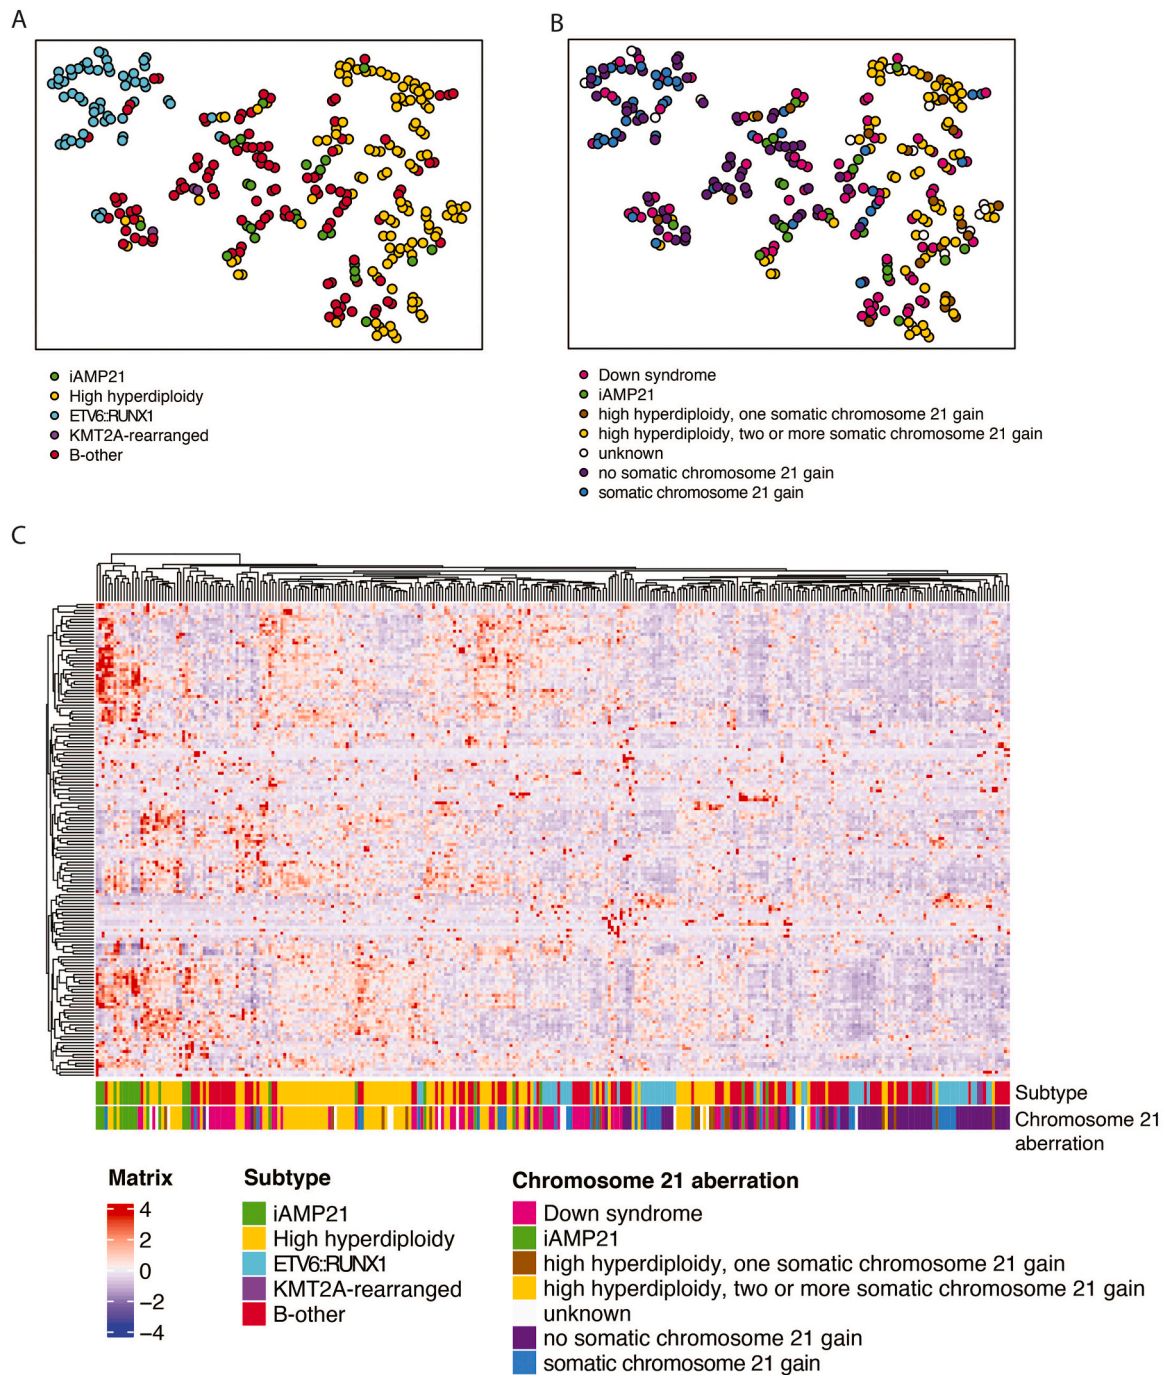 A
B
iAMP21
High hyperdiploidy
ETV6::RUNX1
KMT2A-rearranged
B-other
Down syndrome
iAMP21
high hyperdiploidy, one somatic chromosome 21 gain
high hyperdiploidy, two or more somatic chromosome 21 gain
unknown
no somatic chromosome 21 gain
somatic chromosome 21 gain
C
Subtype
Chromosome 21
aberration
Matrix
4
2
0
−2
−4
Subtype
iAMP21
High hyperdiploidy
ETV6::RUNX1
KMT2A-rearranged
B-other
Chromosome 21 aberration
Down syndrome
iAMP21
high hyperdiploidy, one somatic chromosome 21 gain
high hyperdiploidy, two or more somatic chromosome 21 gain
unknown
no somatic chromosome 21 gain
somatic chromosome 21 gain